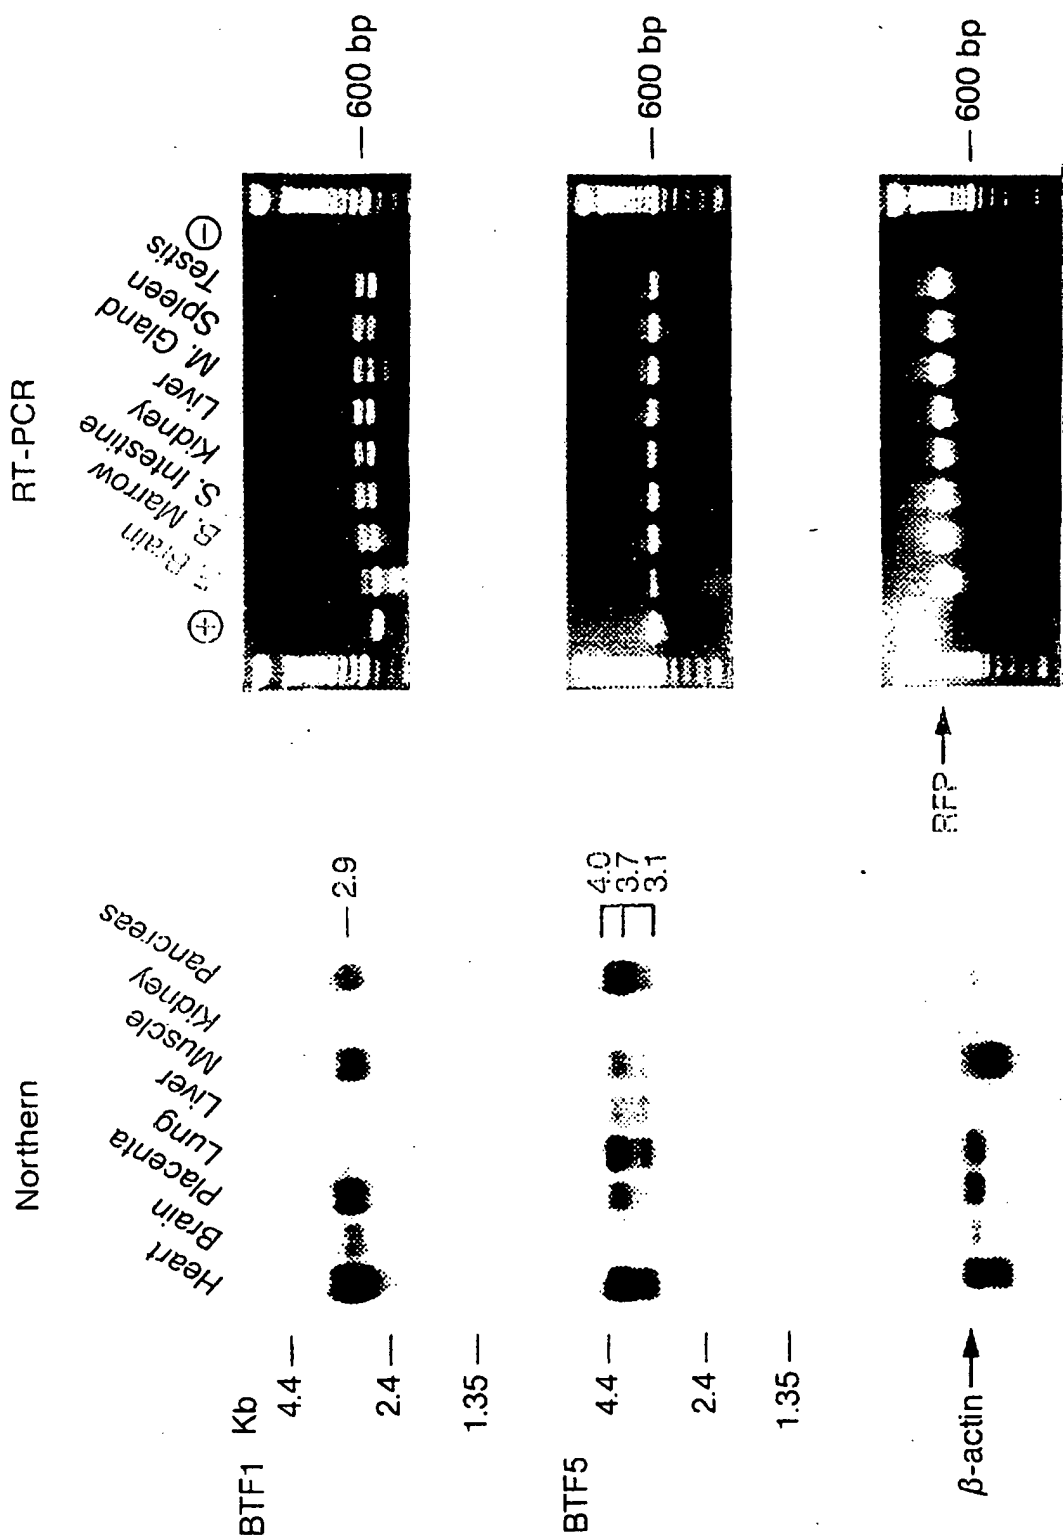 Northern
RT-PCR
Heart
Brain
Placenta
Lung
Liver
Muscle
Kidney
Pancreas
+
F. Brain
B. Marrow
S. Intestine
Kidney
Liver
M. Gland
Spleen
Testis
−
BTF1 Kb
4.4 —
2.4 —
1.35 —
— 2.9
— 600 bp
BTF5
4.4 —
2.4 —
1.35 —
4.0
3.7
3.1
— 600 bp
β-actin
RFP
— 600 bp